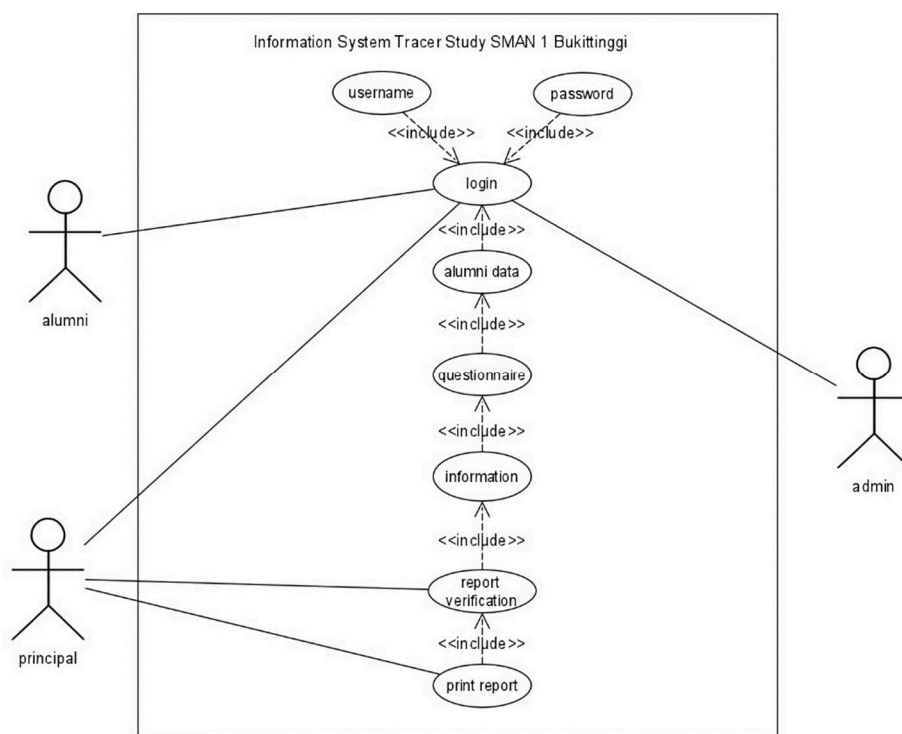 Information System Tracer Study SMAN 1 Bukittinggi
username
password
<<include>>
<<include>>
login
<<include>>
alumni data
alumni
<<include>>
questionnaire
<<include>>
information
admin
<<include>>
report
verification
<<include>>
principal
print report